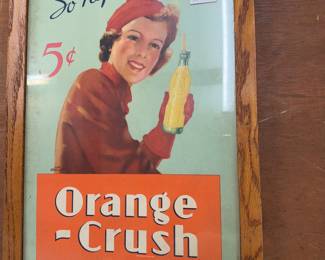 So
5¢
Orange
-Crush